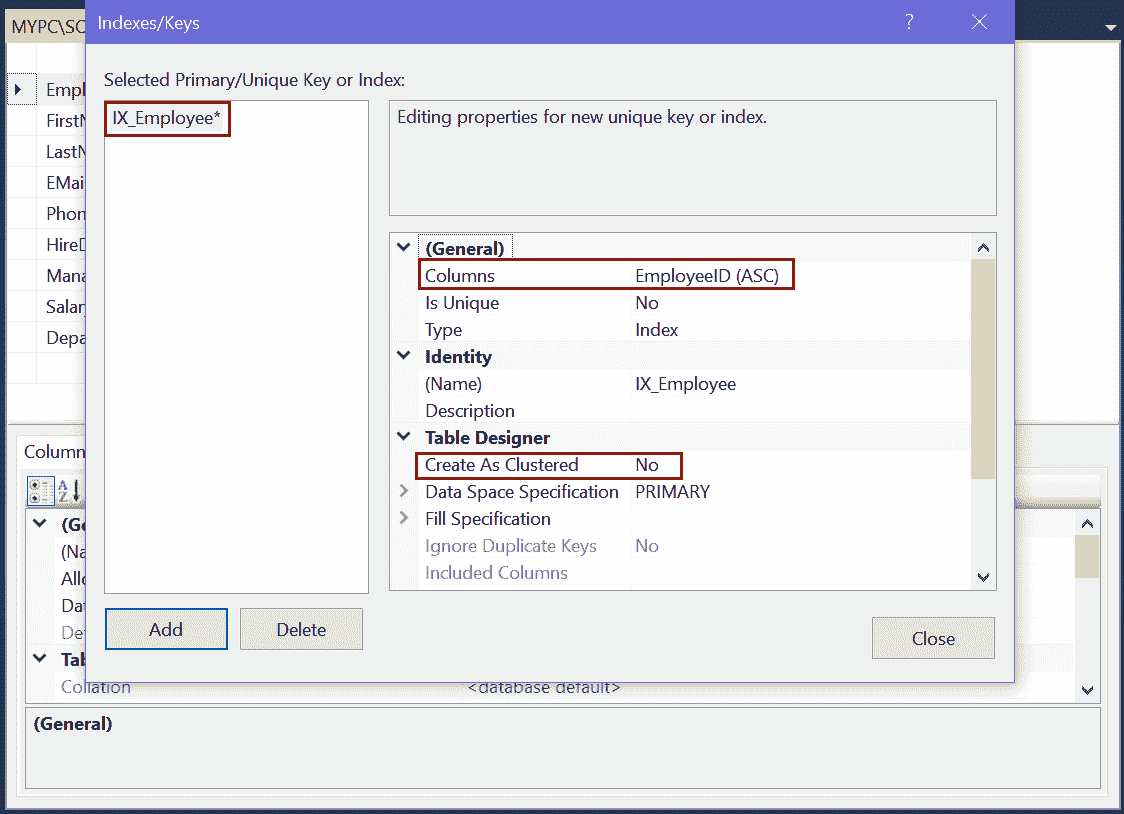 MYPC\SC
Indexes/Keys
?
Selected Primary/Unique Key or Index:
Empl
FirstN
LastN
EMai
Phon
HireD
Mana
Salar
Depa
IX_Employee*
Editing properties for new unique key or index.
(General)
Columns EmployeeID (ASC)
Is Unique No
Type Index
Identity
(Name) IX_Employee
Description
Table Designer
Create As Clustered No
Data Space Specification PRIMARY
Fill Specification
Ignore Duplicate Keys No
Included Columns
Add
Delete
Close
Column
A
Z
(Ge
(Na
Allo
Dat
De
Tab
Collation <database default>
(General)